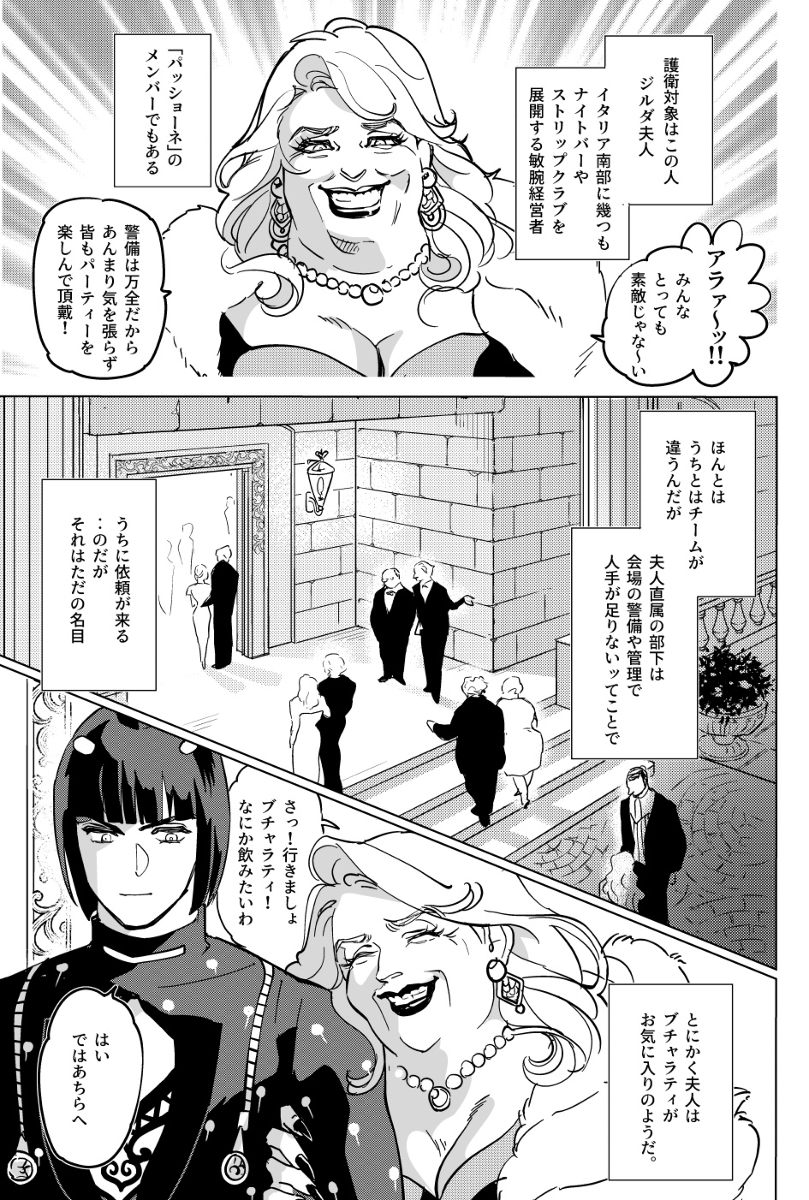 護衛対象はこの人
ジルダ夫人
イタリア南部に幾つも
ナイトバーや
ストリップクラブを
展開する敏腕経営者
「パッショーネ」の
メンバーでもある
アラァ〜ッ!!
みんな
とっても
素敵じゃな〜い
警備は万全だから
あんまり気を張らず
皆もパーティーを
楽しんで頂戴！
ほんとは
うちとはチームが
違うんだが
夫人直属の部下は
会場の警備や管理で
人手が足りないッてことで
うちに依頼が来る
‥のだが
それはただの名目
さっ！行きましょ
ブチャラティ！
なにか飲みたいわ
とにかく夫人は
ブチャラティが
お気に入りのようだ。
はい
ではあちらへ